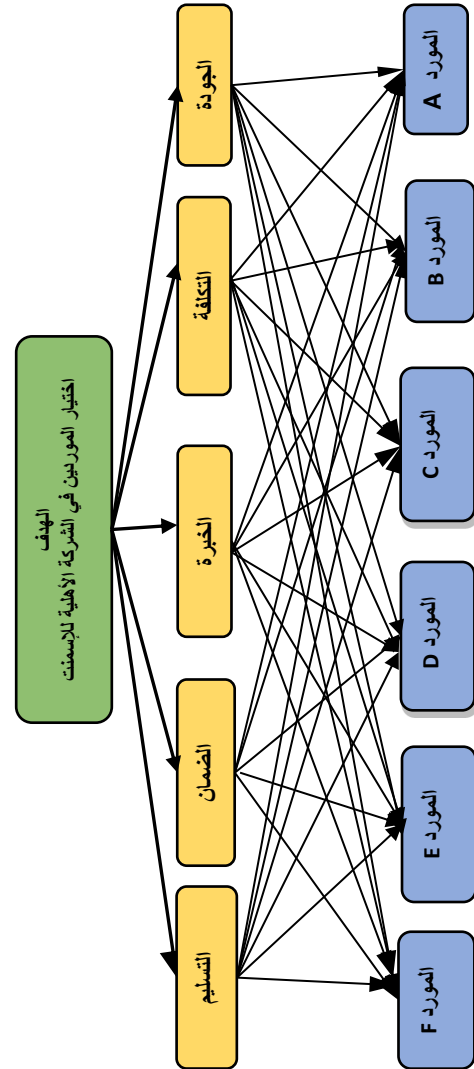 الهدف
اختيار الموردين في الشركة الأهلية للإسمنت
الجودة
التكلفة
الخبرة
الضمان
التسليم
المورد A
المورد B
المورد C
المورد D
المورد E
المورد F